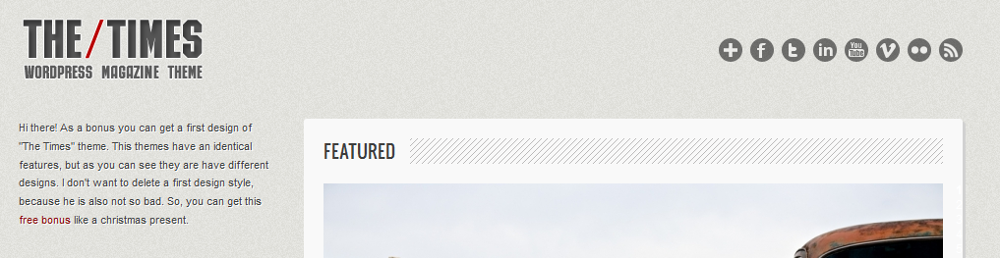 THE/TIMES
WORDPRESS MAGAZINE THEME
You
Tube
Hi there! As a bonus you can get a first design of
"The Times" theme. This themes have an identical
features, but as you can see they are have different
designs. I don't want to delete a first design style,
because he is also not so bad. So, you can get this
free bonus like a christmas present.
FEATURED